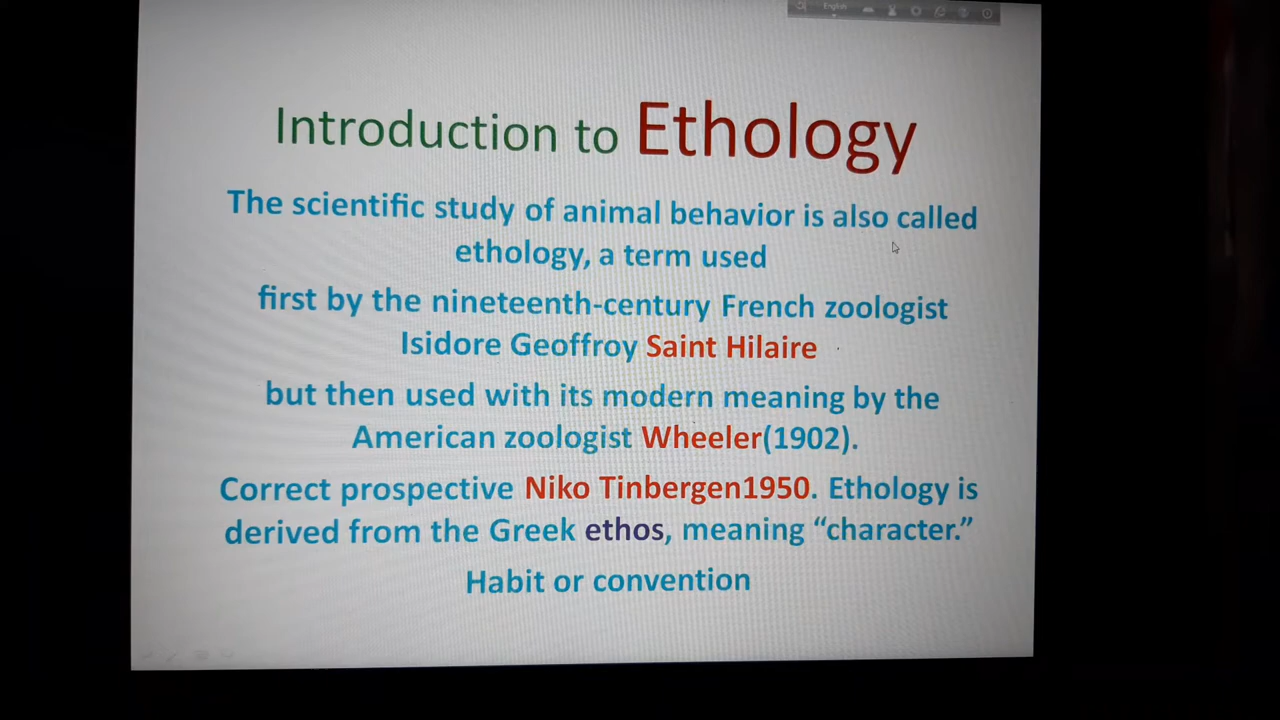 English
Introduction to Ethology
The scientific study of animal behavior is also called
ethology, a term used
first by the nineteenth-century French zoologist
Isidore Geoffroy Saint Hilaire
but then used with its modern meaning by the
American zoologist Wheeler(1902).
Correct prospective Niko Tinbergen1950. Ethology is
derived from the Greek ethos, meaning “character.”
Habit or convention